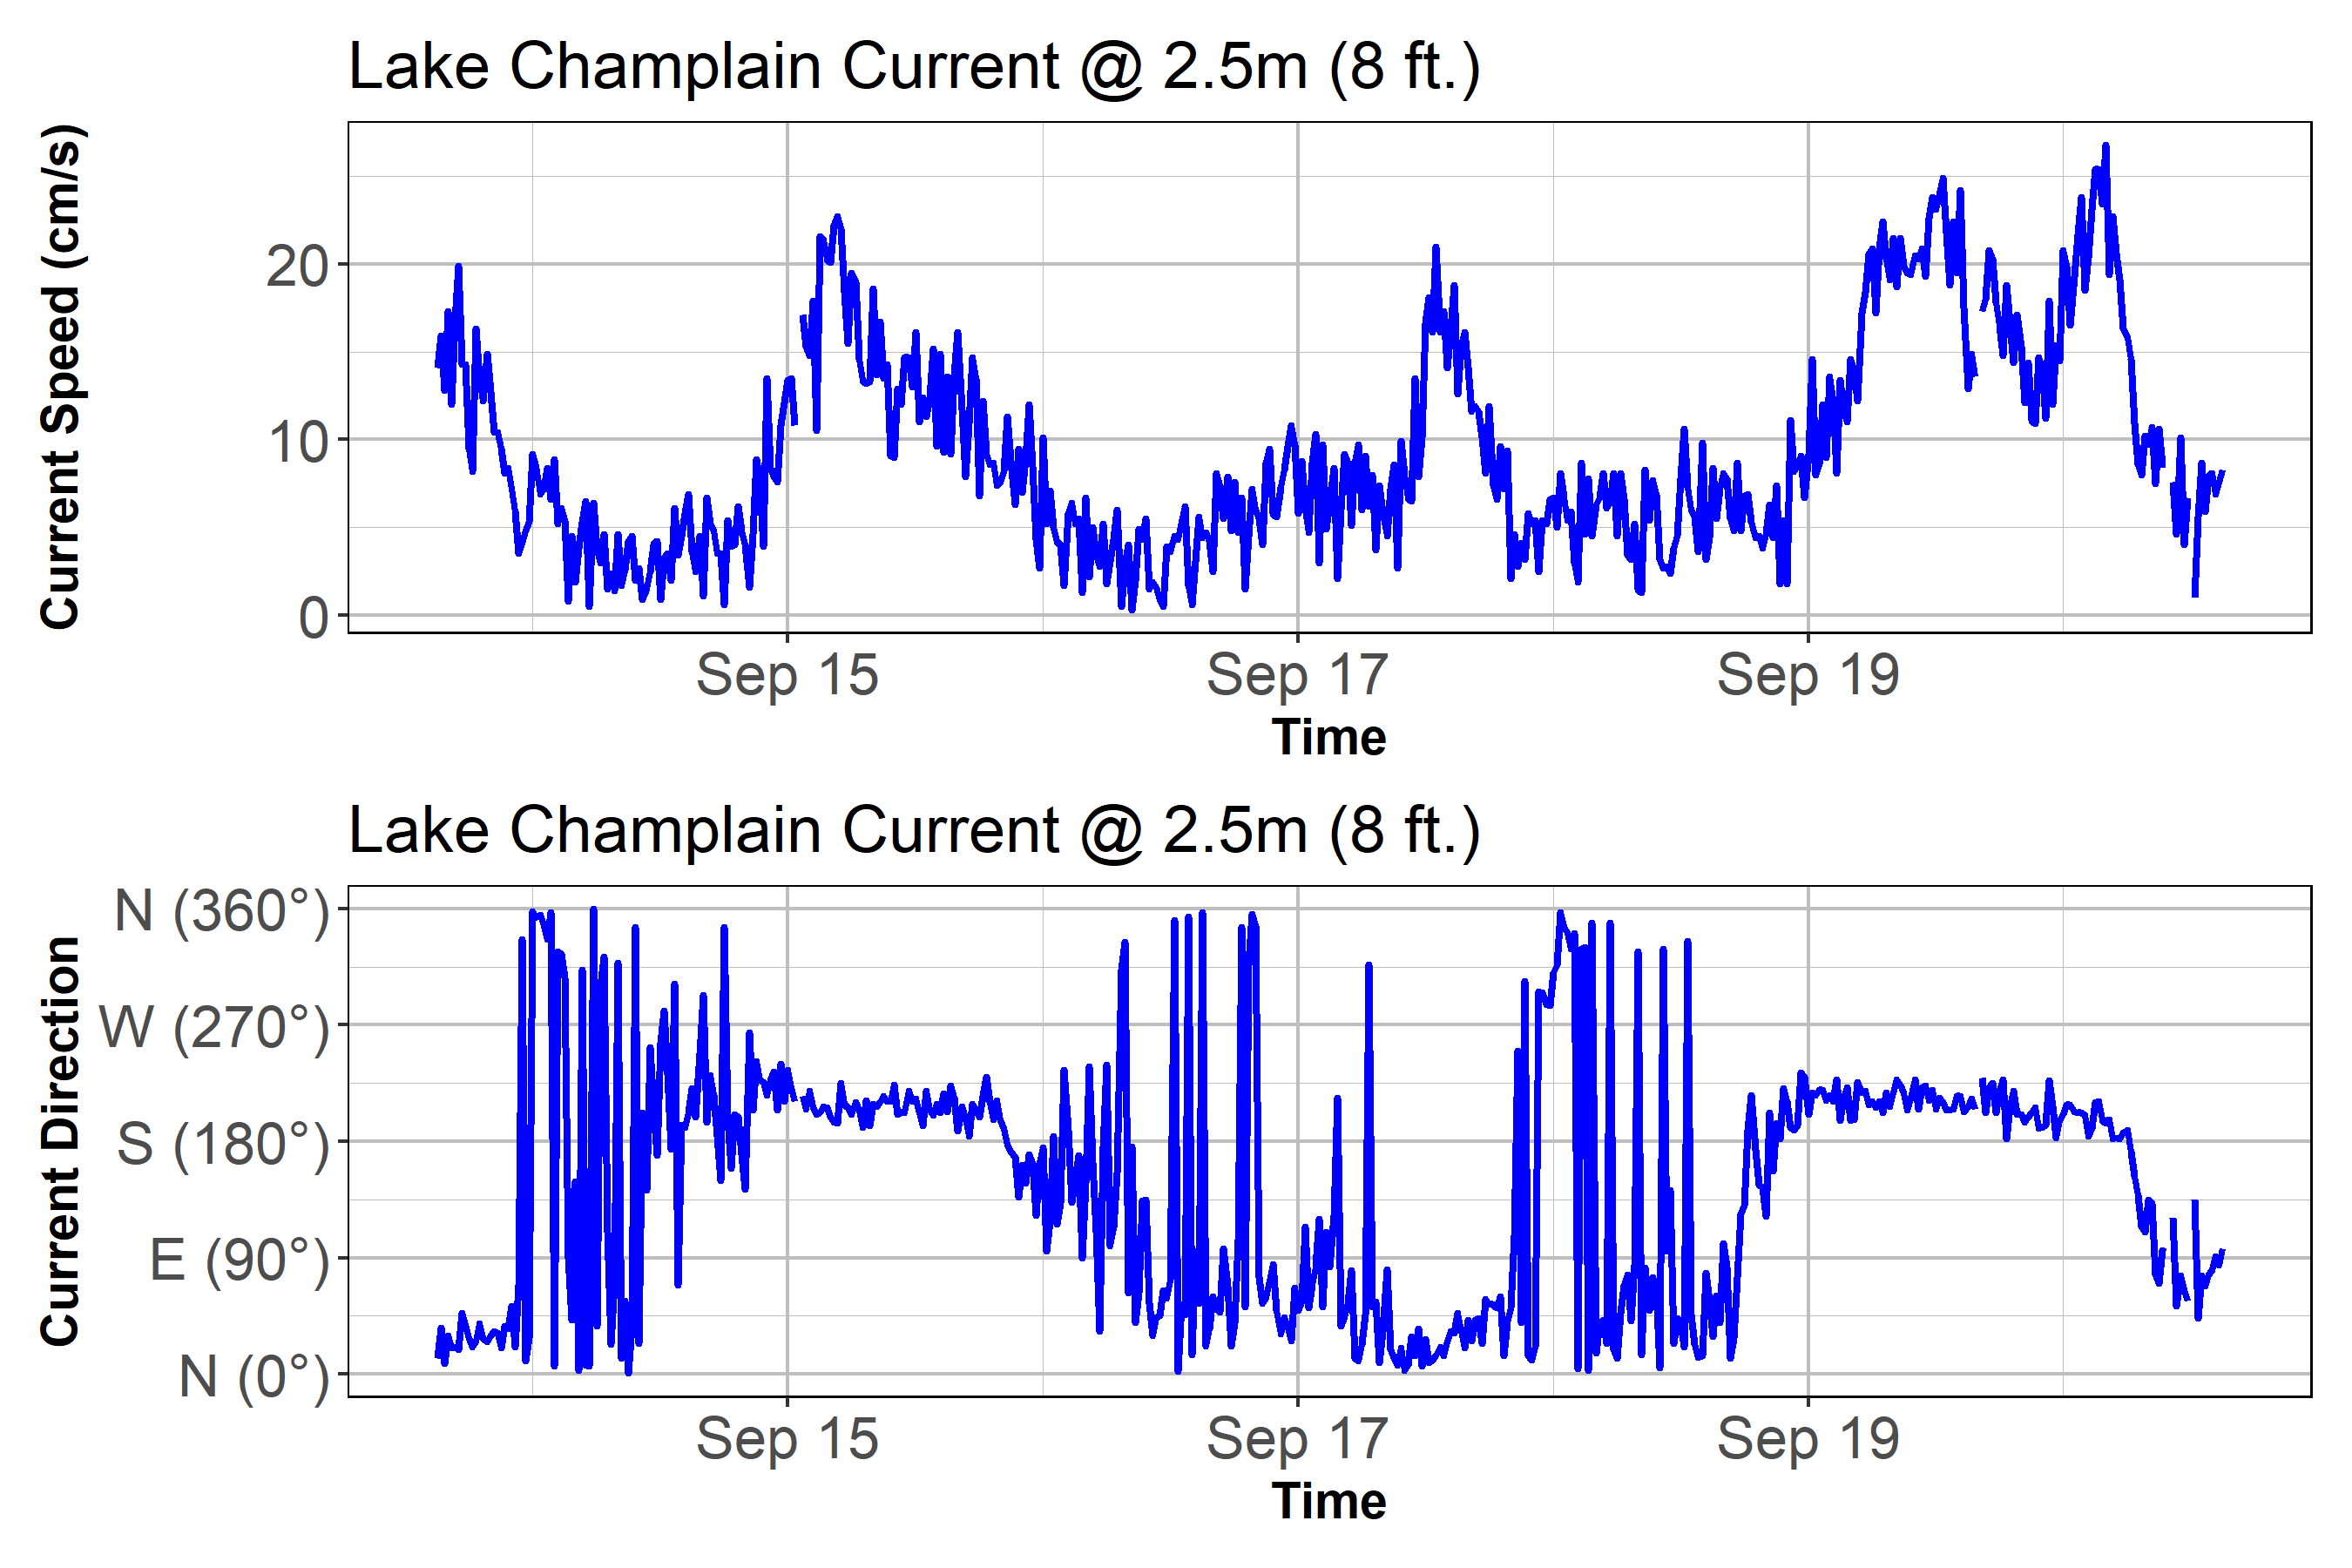 Lake Champlain Current @ 2.5m (8 ft.)
Current Speed (cm/s)
20
10
0
Sep 15
Sep 17
Sep 19
Time
Lake Champlain Current @ 2.5m (8 ft.)
Current Direction
N (360°)
W (270°)
S (180°)
E (90°)
N (0°)
Sep 15
Sep 17
Sep 19
Time